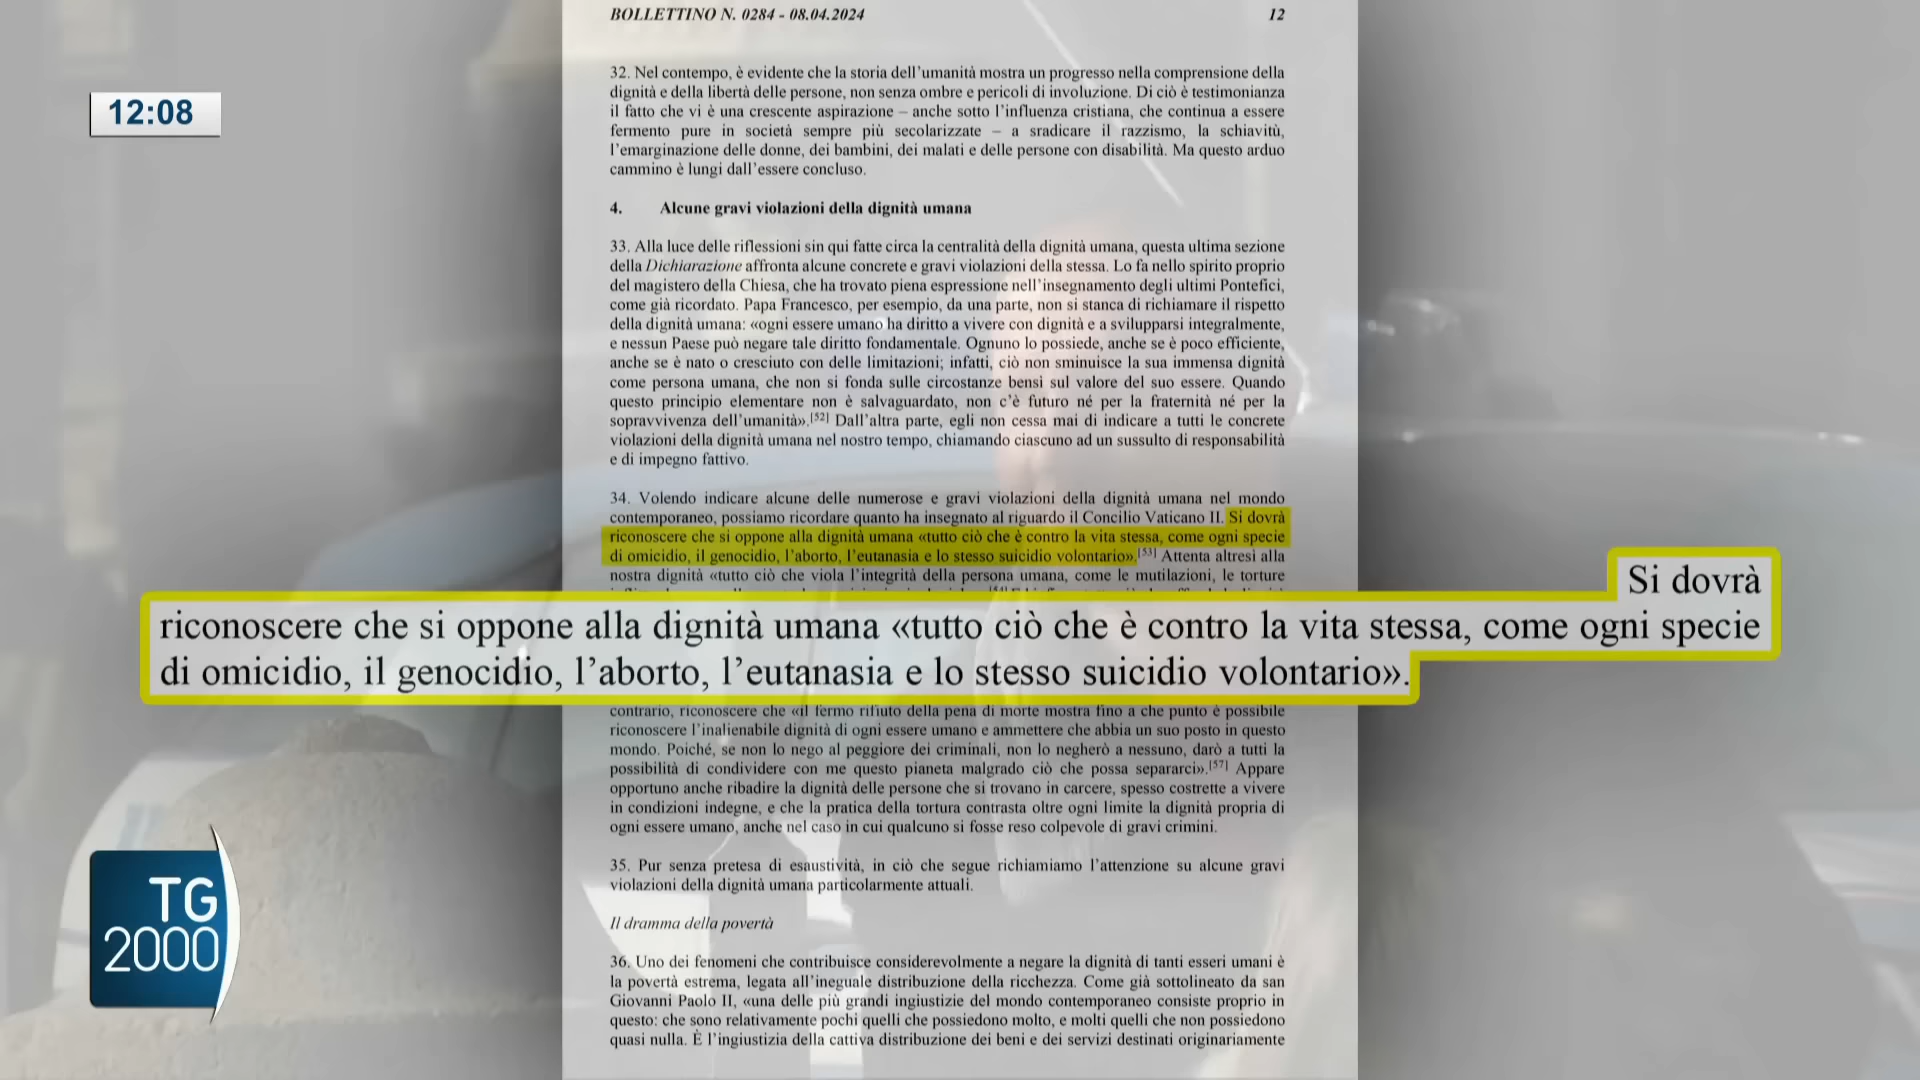 BOLLETTINO N. 0284 - 08.04.2024 12
12:08
32. Nel contempo, è evidente che la storia dell’umanità mostra un progresso nella comprensione della
dignità e della libertà delle persone, non senza ombre e pericoli di involuzione. Di ciò è testimonianza
il fatto che vi è una crescente aspirazione – anche sotto l’influenza cristiana, che continua a essere
fermento pure in società sempre più secolarizzate – a sradicare il razzismo, la schiavitù,
l’emarginazione delle donne, dei bambini, dei malati e delle persone con disabilità. Ma questo arduo
cammino è lungi dall’essere concluso.
4. Alcune gravi violazioni della dignità umana
33. Alla luce delle riflessioni sin qui fatte circa la centralità della dignità umana, questa ultima sezione
della Dichiarazione affronta alcune concrete e gravi violazioni della stessa. Lo fa nello spirito proprio
del magistero della Chiesa, che ha trovato piena espressione nell’insegnamento degli ultimi Pontefici,
come già ricordato. Papa Francesco, per esempio, da una parte, non si stanca di richiamare il rispetto
della dignità umana: «ogni essere umano ha diritto a vivere con dignità e a svilupparsi integralmente,
e nessun Paese può negare tale diritto fondamentale. Ognuno lo possiede, anche se è poco efficiente,
anche se è nato o cresciuto con delle limitazioni; infatti, ciò non sminuisce la sua immensa dignità
come persona umana, che non si fonda sulle circostanze bensì sul valore del suo essere. Quando
questo principio elementare non è salvaguardato, non c’è futuro né per la fraternità né per la
sopravvivenza dell’umanità».[52] Dall’altra parte, egli non cessa mai di indicare a tutti le concrete
violazioni della dignità umana nel nostro tempo, chiamando ciascuno ad un sussulto di responsabilità
e di impegno fattivo.
34. Volendo indicare alcune delle numerose e gravi violazioni della dignità umana nel mondo
contemporaneo, possiamo ricordare quanto ha insegnato al riguardo il Concilio Vaticano II. Si dovrà
riconoscere che si oppone alla dignità umana «tutto ciò che è contro la vita stessa, come ogni specie
di omicidio, il genocidio, l’aborto, l’eutanasia e lo stesso suicidio volontario».[53] Attenta altresì alla
nostra dignità «tutto ciò che viola l’integrità della persona umana, come le mutilazioni, le torture
Si dovrà
riconoscere che si oppone alla dignità umana «tutto ciò che è contro la vita stessa, come ogni specie
di omicidio, il genocidio, l’aborto, l’eutanasia e lo stesso suicidio volontario».
contrario, riconoscere che «il fermo rifiuto della pena di morte mostra fino a che punto è possibile
riconoscere l’inalienabile dignità di ogni essere umano e ammettere che abbia un suo posto in questo
mondo. Poiché, se non lo nego al peggiore dei criminali, non lo negherò a nessuno, darò a tutti la
possibilità di condividere con me questo pianeta malgrado ciò che possa separarci».[57] Appare
opportuno anche ribadire la dignità delle persone che si trovano in carcere, spesso costrette a vivere
in condizioni indegne, e che la pratica della tortura contrasta oltre ogni limite la dignità propria di
ogni essere umano, anche nel caso in cui qualcuno si fosse reso colpevole di gravi crimini.
35. Pur senza pretesa di esaustività, in ciò che segue richiamiamo l’attenzione su alcune gravi
violazioni della dignità umana particolarmente attuali.
Il dramma della povertà
36. Uno dei fenomeni che contribuisce considerevolmente a negare la dignità di tanti esseri umani è
la povertà estrema, legata all’ineguale distribuzione della ricchezza. Come già sottolineato da san
Giovanni Paolo II, «una delle più grandi ingiustizie del mondo contemporaneo consiste proprio in
questo: che sono relativamente pochi quelli che possiedono molto, e molti quelli che non possiedono
quasi nulla. È l’ingiustizia della cattiva distribuzione dei beni e dei servizi destinati originariamente
TG
2000